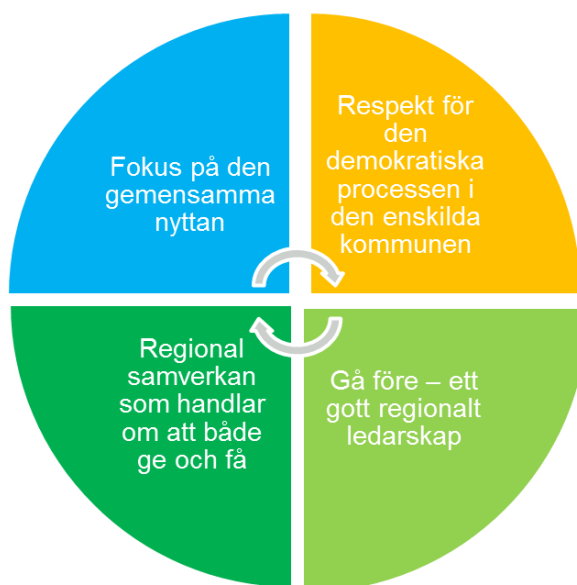 Fokus på den
gemensamma
nyttan
Respekt för
den
demokratiska
processen i
den enskilda
kommunen
Regional
samverkan
som handlar
om att både
ge och få
Gå före – ett
gott regionalt
ledarskap